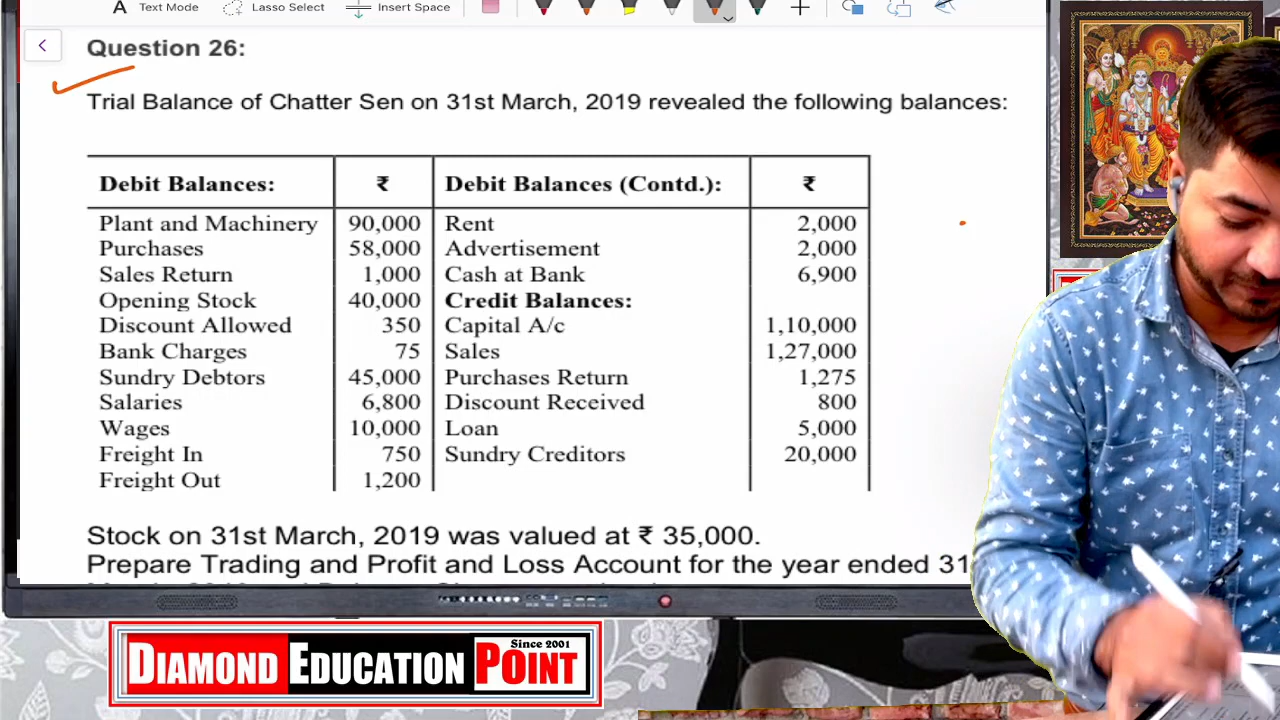 A Text Mode Lasso Select Insert Space
Question 26:
Trial Balance of Chatter Sen on 31st March, 2019 revealed the following balances:
Debit Balances: ₹ Debit Balances (Contd.): ₹
Plant and Machinery 90,000 Rent 2,000
Purchases 58,000 Advertisement 2,000
Sales Return 1,000 Cash at Bank 6,900
Opening Stock 40,000 Credit Balances:
Discount Allowed 350 Capital A/c 1,10,000
Bank Charges 75 Sales 1,27,000
Sundry Debtors 45,000 Purchases Return 1,275
Salaries 6,800 Discount Received 800
Wages 10,000 Loan 5,000
Freight In 750 Sundry Creditors 20,000
Freight Out 1,200
Stock on 31st March, 2019 was valued at ₹ 35,000.
Prepare Trading and Profit and Loss Account for the year ended 31
Since 2001
DIAMOND EDUCATION POINT